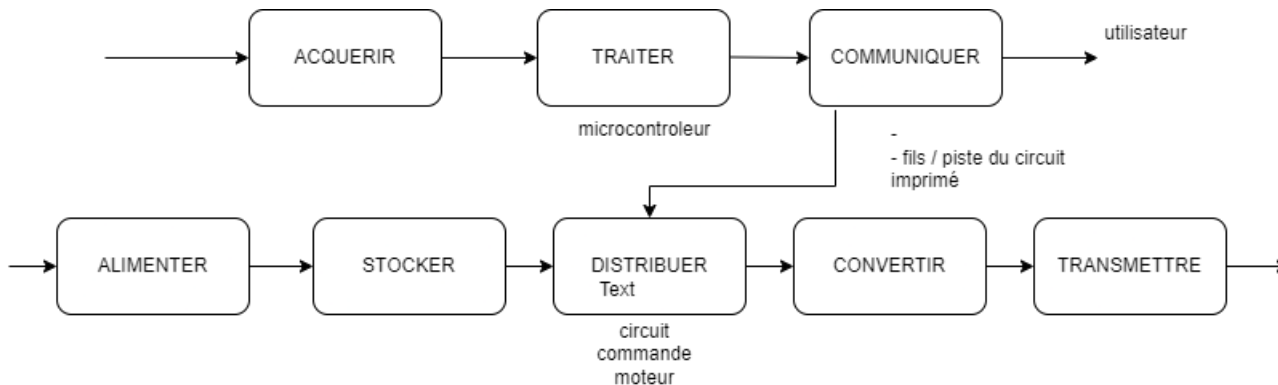 utilisateur
ACQUERIR
TRAITER
COMMUNIQUER
microcontroleur
-
- fils / piste du circuit
imprimé
ALIMENTER
STOCKER
DISTRIBUER
Text
CONVERTIR
TRANSMETTRE
circuit
commande
moteur